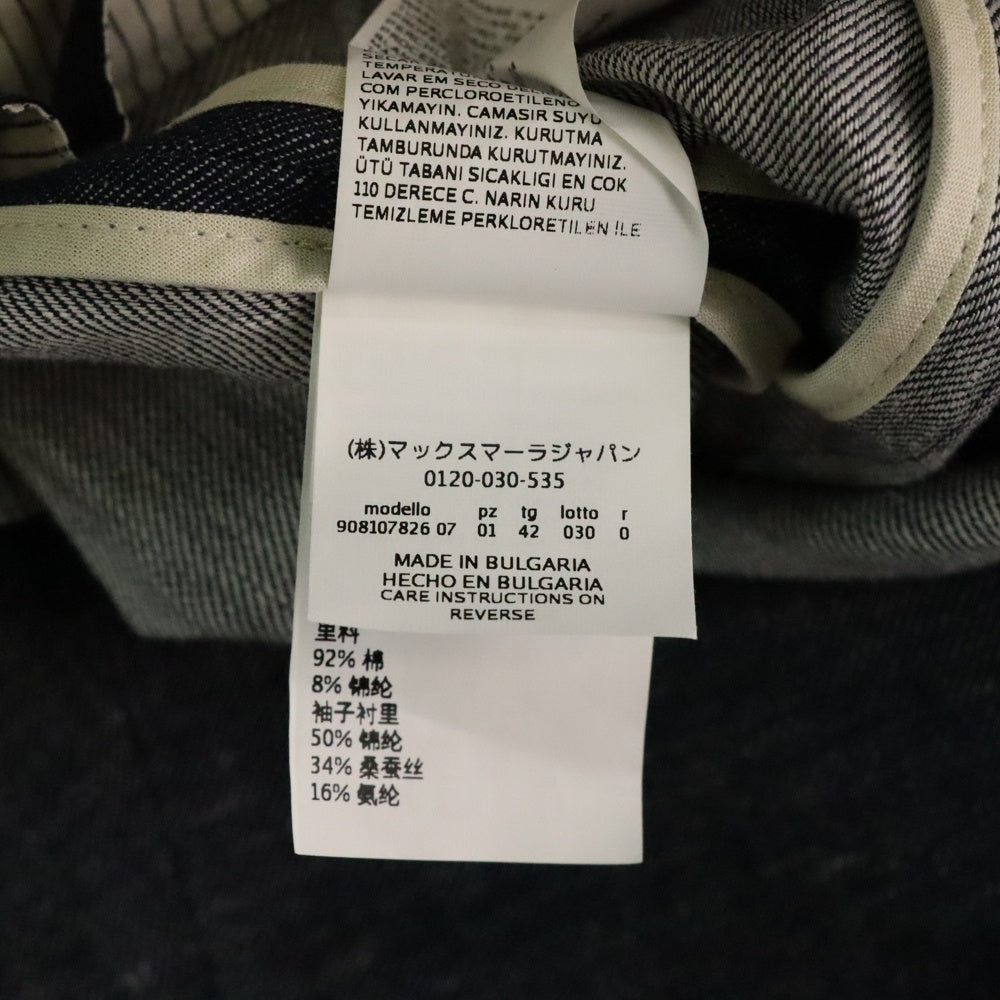 LAVAR EM SECO
COM PERCLOROETILENO
YIKAMAYIN. CAMASIR SUYU
KULLANMAYINIZ. KURUTMA
TAMBURUNDA KURUTMAYINIZ.
ÜTÜ TABANI SICAKLIGI EN COK
110 DERECE C. NARIN KURU
TEMIZLEME PERKLORETILEN ILE
(株)マックスマーラジャパン
0120-030-535
modello pz tg lotto r
908107826 07 01 42 030 0
MADE IN BULGARIA
HECHO EN BULGARIA
CARE INSTRUCTIONS ON
REVERSE
里料
92% 棉
8% 锦纶
袖子衬里
50% 锦纶
34% 桑蚕丝
16% 氨纶